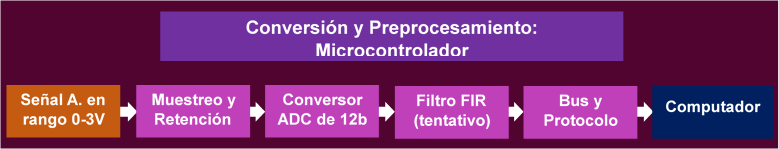 Conversión y Preprocesamiento:
Microcontrolador
Señal A. en
rango 0-3V
Muestreo y
Retención
Conversor
ADC de 12b
Filtro FIR
(tentativo)
Bus y
Protocolo
Computador